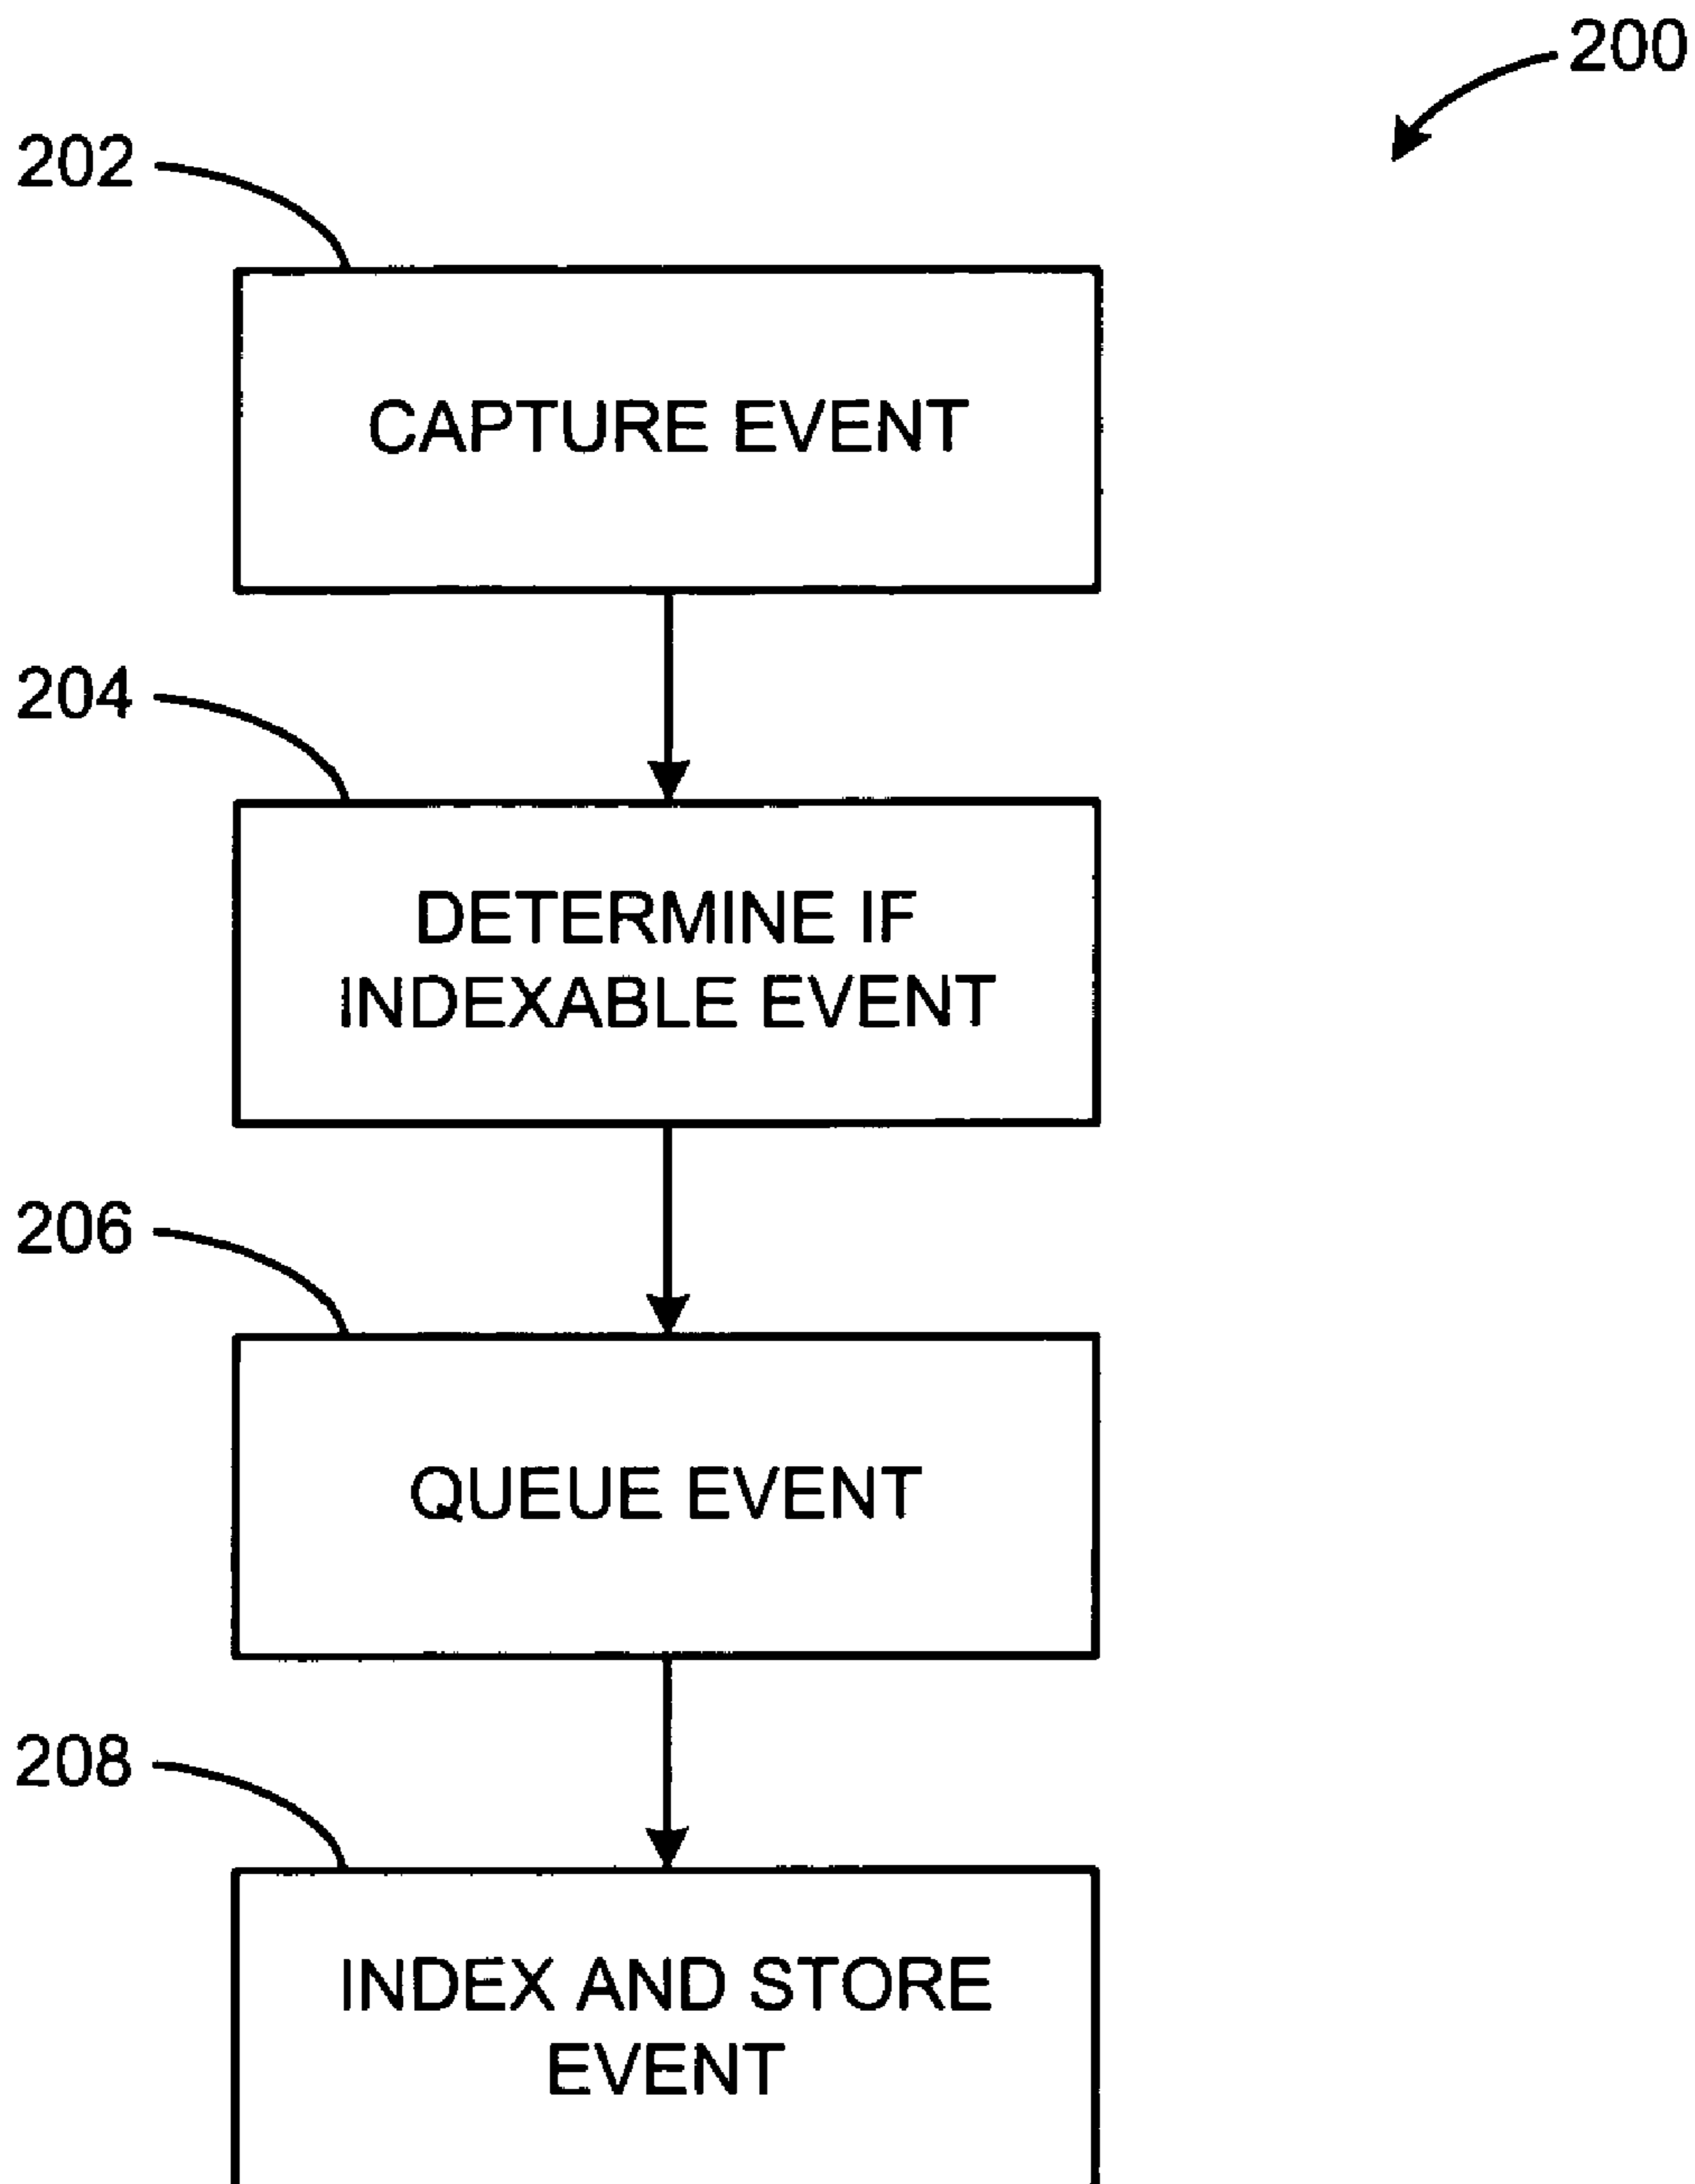 200
202
CAPTURE EVENT
204
DETERMINE IF
INDEXABLE EVENT
206
QUEUE EVENT
208
INDEX AND STORE
EVENT